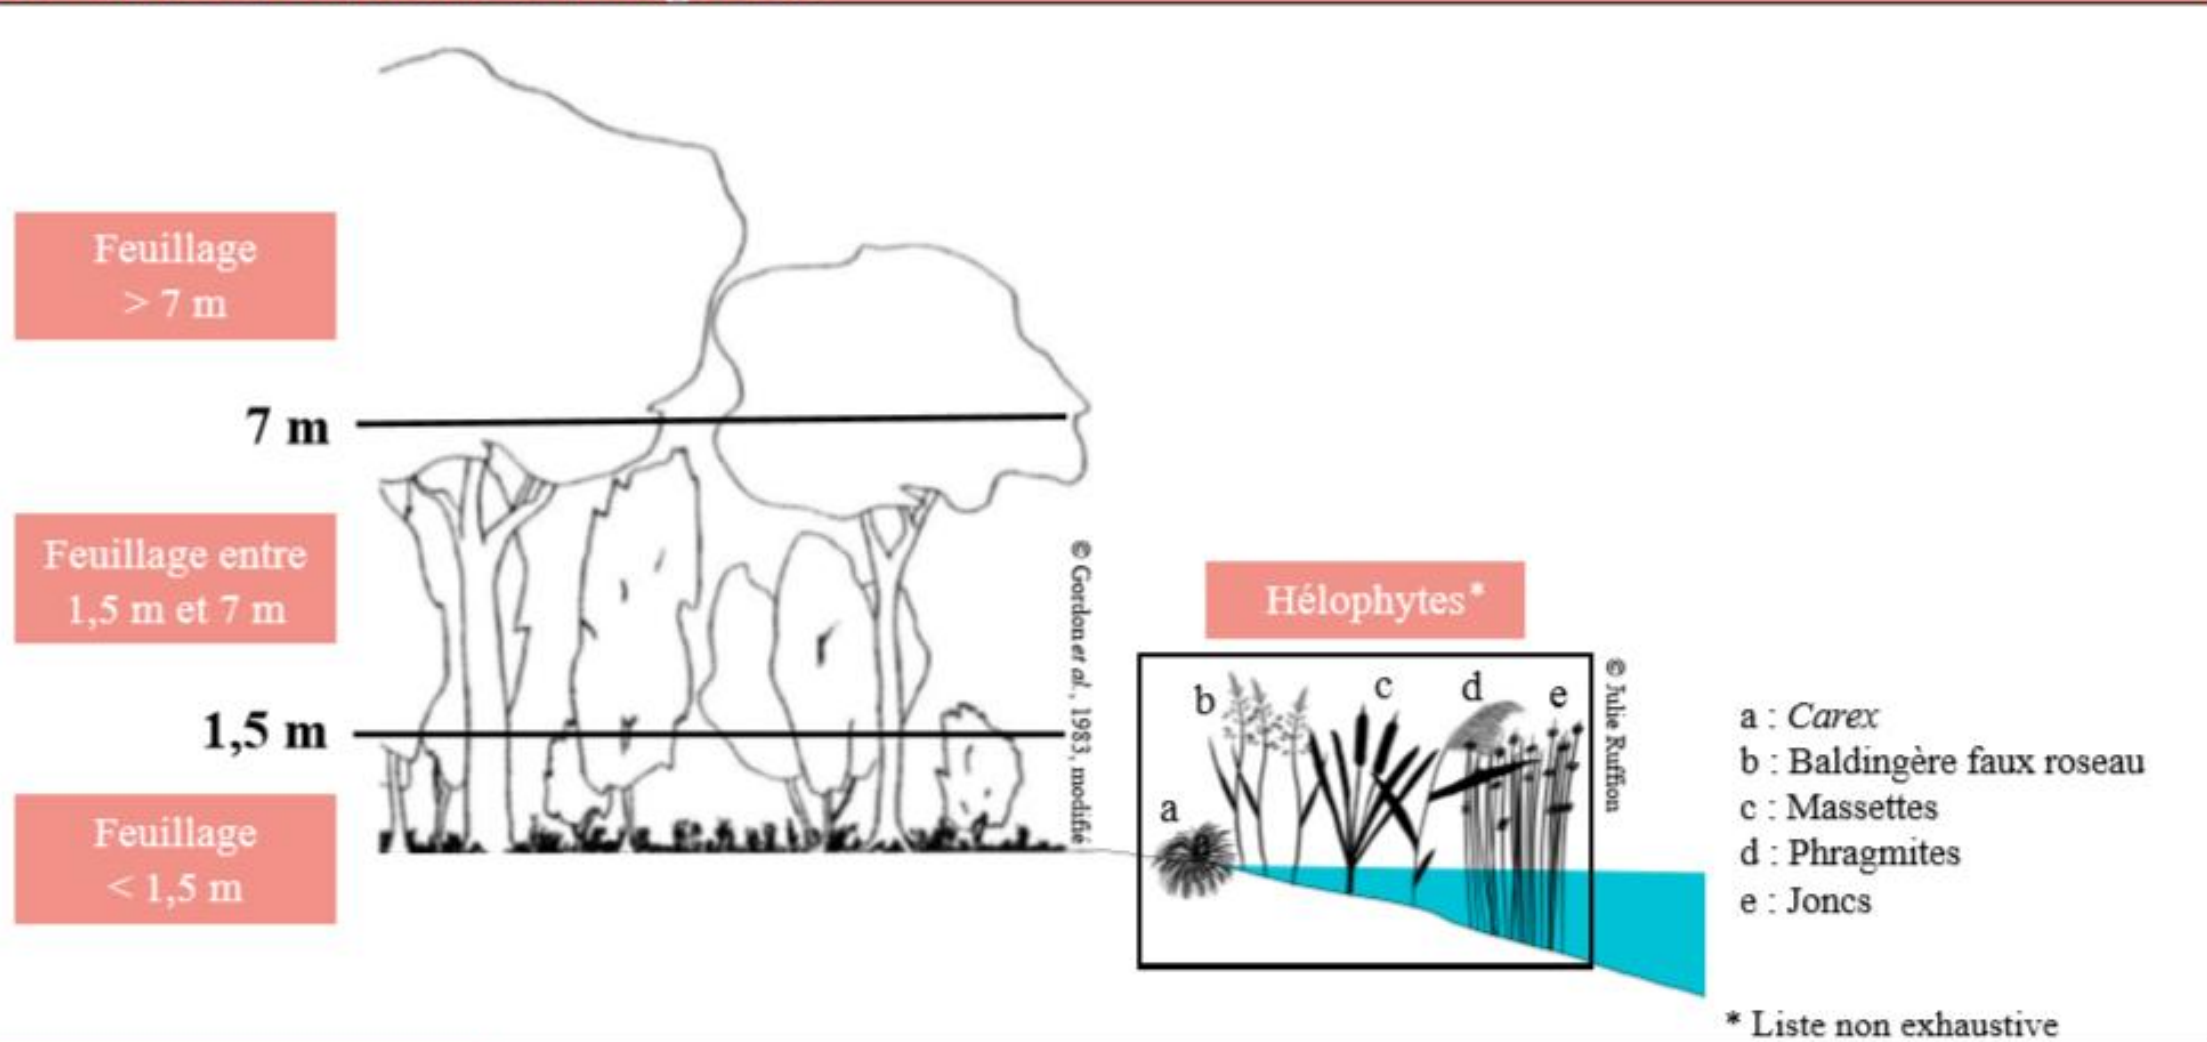 Feuillage
> 7 m
7 m
Feuillage entre
1,5 m et 7 m
1,5 m
Feuillage
< 1,5 m
© Gordon et al., 1983, modifié
Hélophytes*
a
b
c
d
e
© Julie Ruffion
a : Carex
b : Baldingère faux roseau
c : Massettes
d : Phragmites
e : Joncs
* Liste non exhaustive